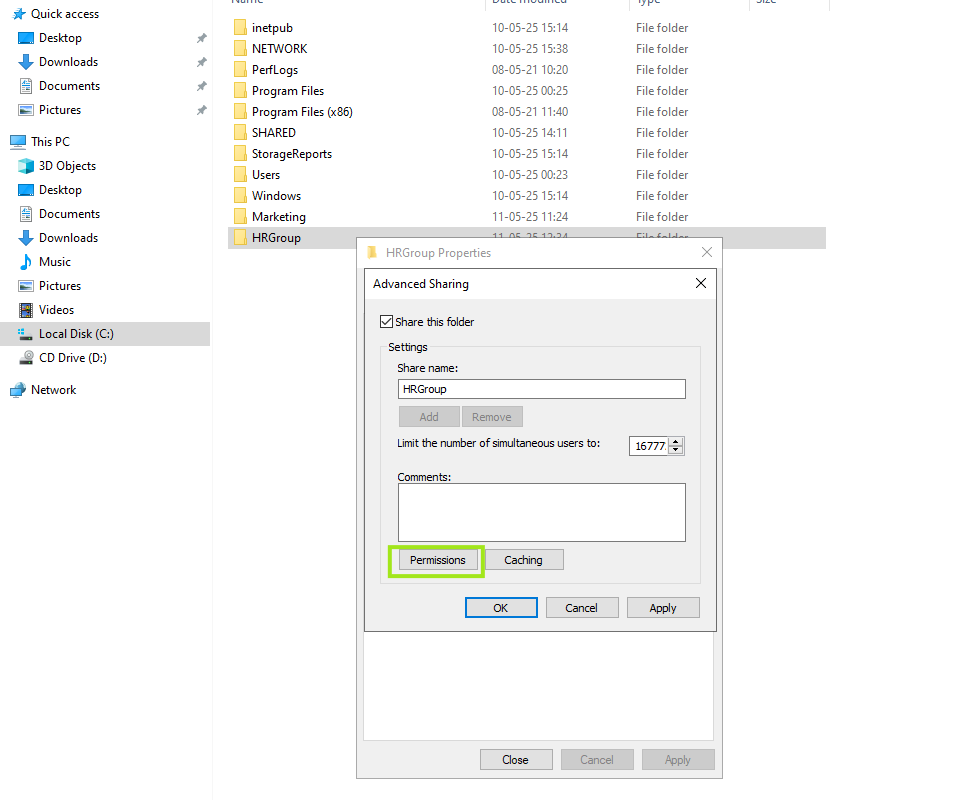 Name Date modified Type Size
Quick access
Desktop
Downloads
Documents
Pictures
This PC
3D Objects
Desktop
Documents
Downloads
Music
Pictures
Videos
Local Disk (C:)
CD Drive (D:)
Network
inetpub 10-05-25 15:14 File folder
NETWORK 10-05-25 15:38 File folder
PerfLogs 08-05-21 10:20 File folder
Program Files 10-05-25 00:25 File folder
Program Files (x86) 08-05-21 11:40 File folder
SHARED 10-05-25 14:11 File folder
StorageReports 10-05-25 15:14 File folder
Users 10-05-25 00:23 File folder
Windows 10-05-25 15:14 File folder
Marketing 11-05-25 11:24 File folder
HRGroup 11-05-25 12:34 File folder
HRGroup Properties
Advanced Sharing
Share this folder
Settings
Share name:
HRGroup
Add Remove
Limit the number of simultaneous users to: 16777
Comments:
Permissions Caching
OK Cancel Apply
Close Cancel Apply